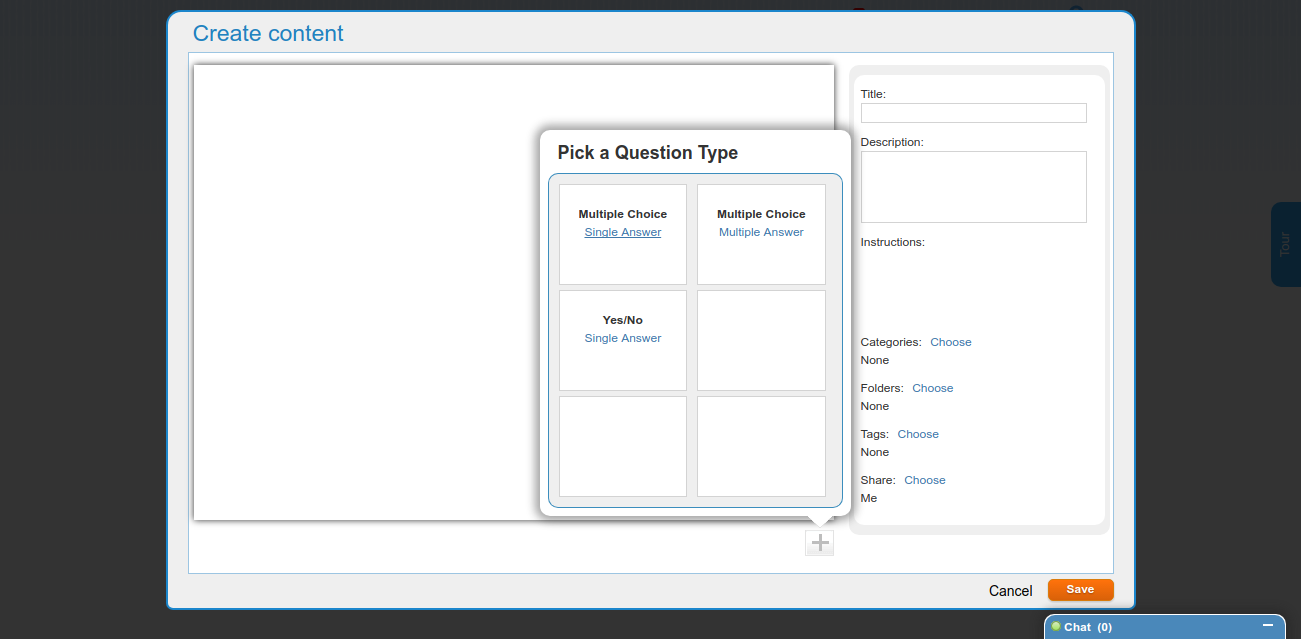 Create content
Pick a Question Type
Multiple Choice
Single Answer
Multiple Choice
Multiple Answer
Yes/No
Single Answer
Title:
Description:
Instructions:
Categories: Choose
None
Folders: Choose
None
Tags: Choose
None
Share: Choose
Me
Cancel
Save
Tour
Chat (0)